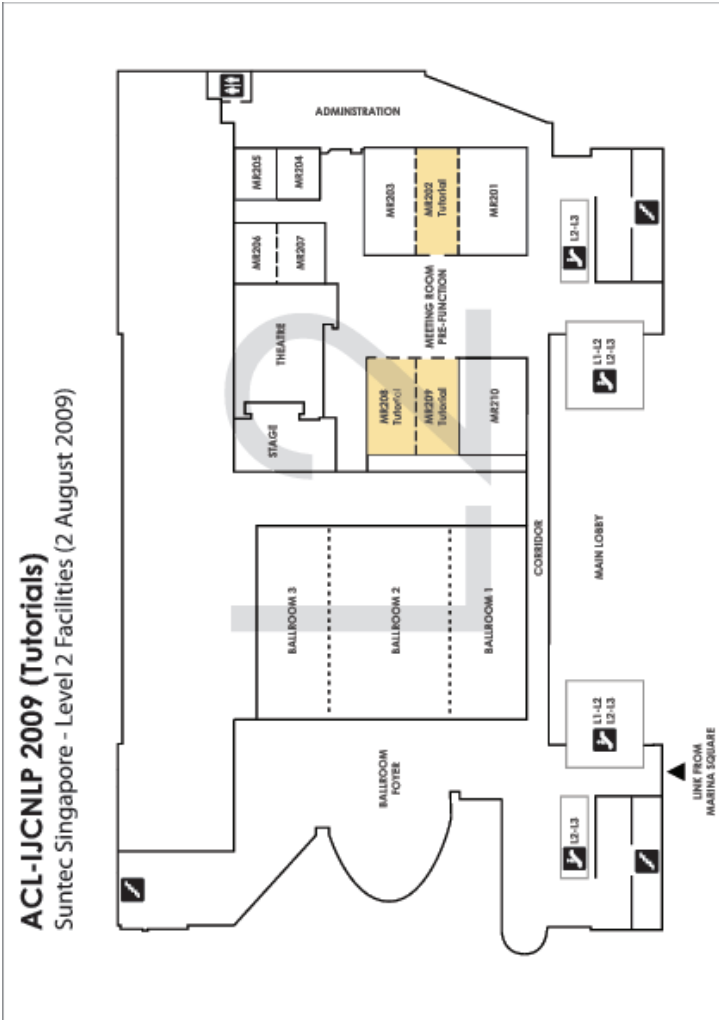 ACL-IJCNLP 2009 (Tutorials)
Suntec Singapore - Level 2 Facilities (2 August 2009)
L2
BALLROOM
FOYER
BALLROOM 3
BALLROOM 2
BALLROOM 1
STAGE
THEATRE
MR206
MR207
MR205
MR204
ADMINSTRATION
MR208
Tutorial
MR209
Tutorial
MR210
MEETING ROOM
PRE-FUNCTION
MR203
MR202
Tutorial
MR201
CORRIDOR
MAIN LOBBY
L2-L3
L1-L2
L2-L3
L1-L2
L2-L3
L2-L3
LINK FROM
MARINA SQUARE